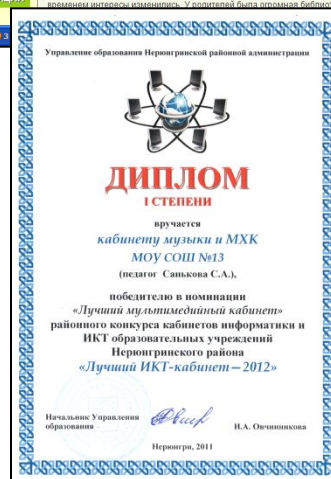 временем интересы изменились. У родителей была огромная
Управление образования Нерюнгринской районной администрации
ДИПЛОМ
I СТЕПЕНИ
вручается
кабинету музыки и МХК
МОУ СОШ №13
(педагог Санькова С.А.),
победителю в номинации
«Лучший мультимедийный кабинет»
районного конкурса кабинетов информатики и
ИКТ образовательных учреждений
Нерюнгринского района
«Лучший ИКТ-кабинет – 2012»
Начальник Управления
образования
И.А. Овчинникова
Нерюнгри, 2011